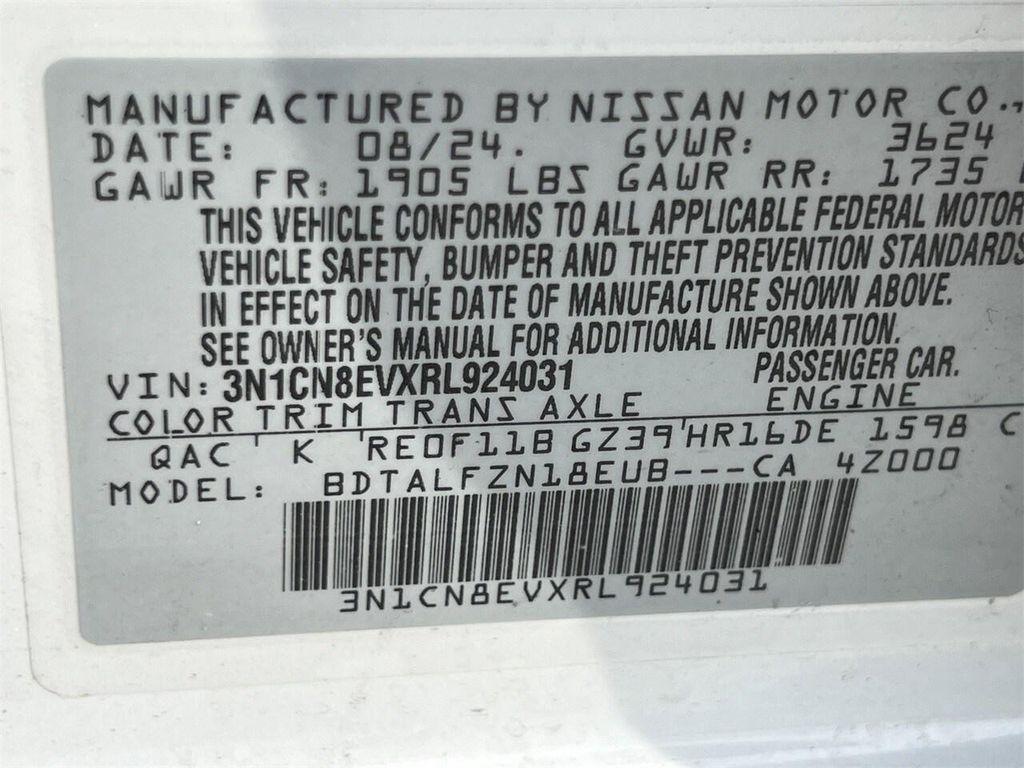 MANUFACTURED BY NISSAN MOTOR CO.,
DATE: 08/24. GVWR: 3624
GAWR FR: 1905 LBS GAWR RR: 1735
THIS VEHICLE CONFORMS TO ALL APPLICABLE FEDERAL MOTOR
VEHICLE SAFETY, BUMPER AND THEFT PREVENTION STANDARDS
IN EFFECT ON THE DATE OF MANUFACTURE SHOWN ABOVE.
SEE OWNER'S MANUAL FOR ADDITIONAL INFORMATION.
VIN: 3N1CN8EVXRL924031 PASSENGER CAR.
COLOR TRIM TRANS AXLE ENGINE
QAC K RE0F11B GZ39 HR16DE 1598 C
MODEL: BDTALFZN18EUB---CA 4Z000
3N1CN8EVXRL924031